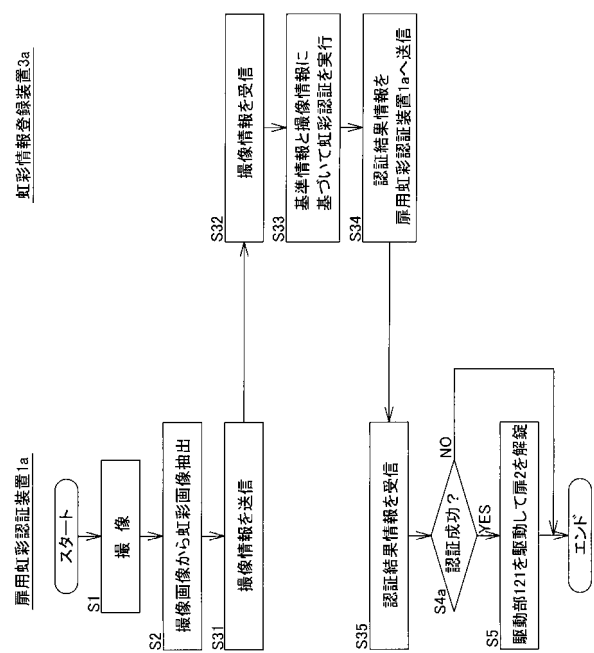 扉用虹彩認証装置1a
虹彩情報登録装置3a
スタート
S1
撮 像
S2
撮像画像から虹彩画像抽出
S31
撮像情報を送信
S32
撮像情報を受信
S33
基準情報と撮像情報に
基づいて虹彩認証を実行
S34
認証結果情報を
扉用虹彩認証装置1aへ送信
S35
認証結果情報を受信
S4a
認証成功？
NO
YES
S5
駆動部121を駆動して扉2を解錠
エンド